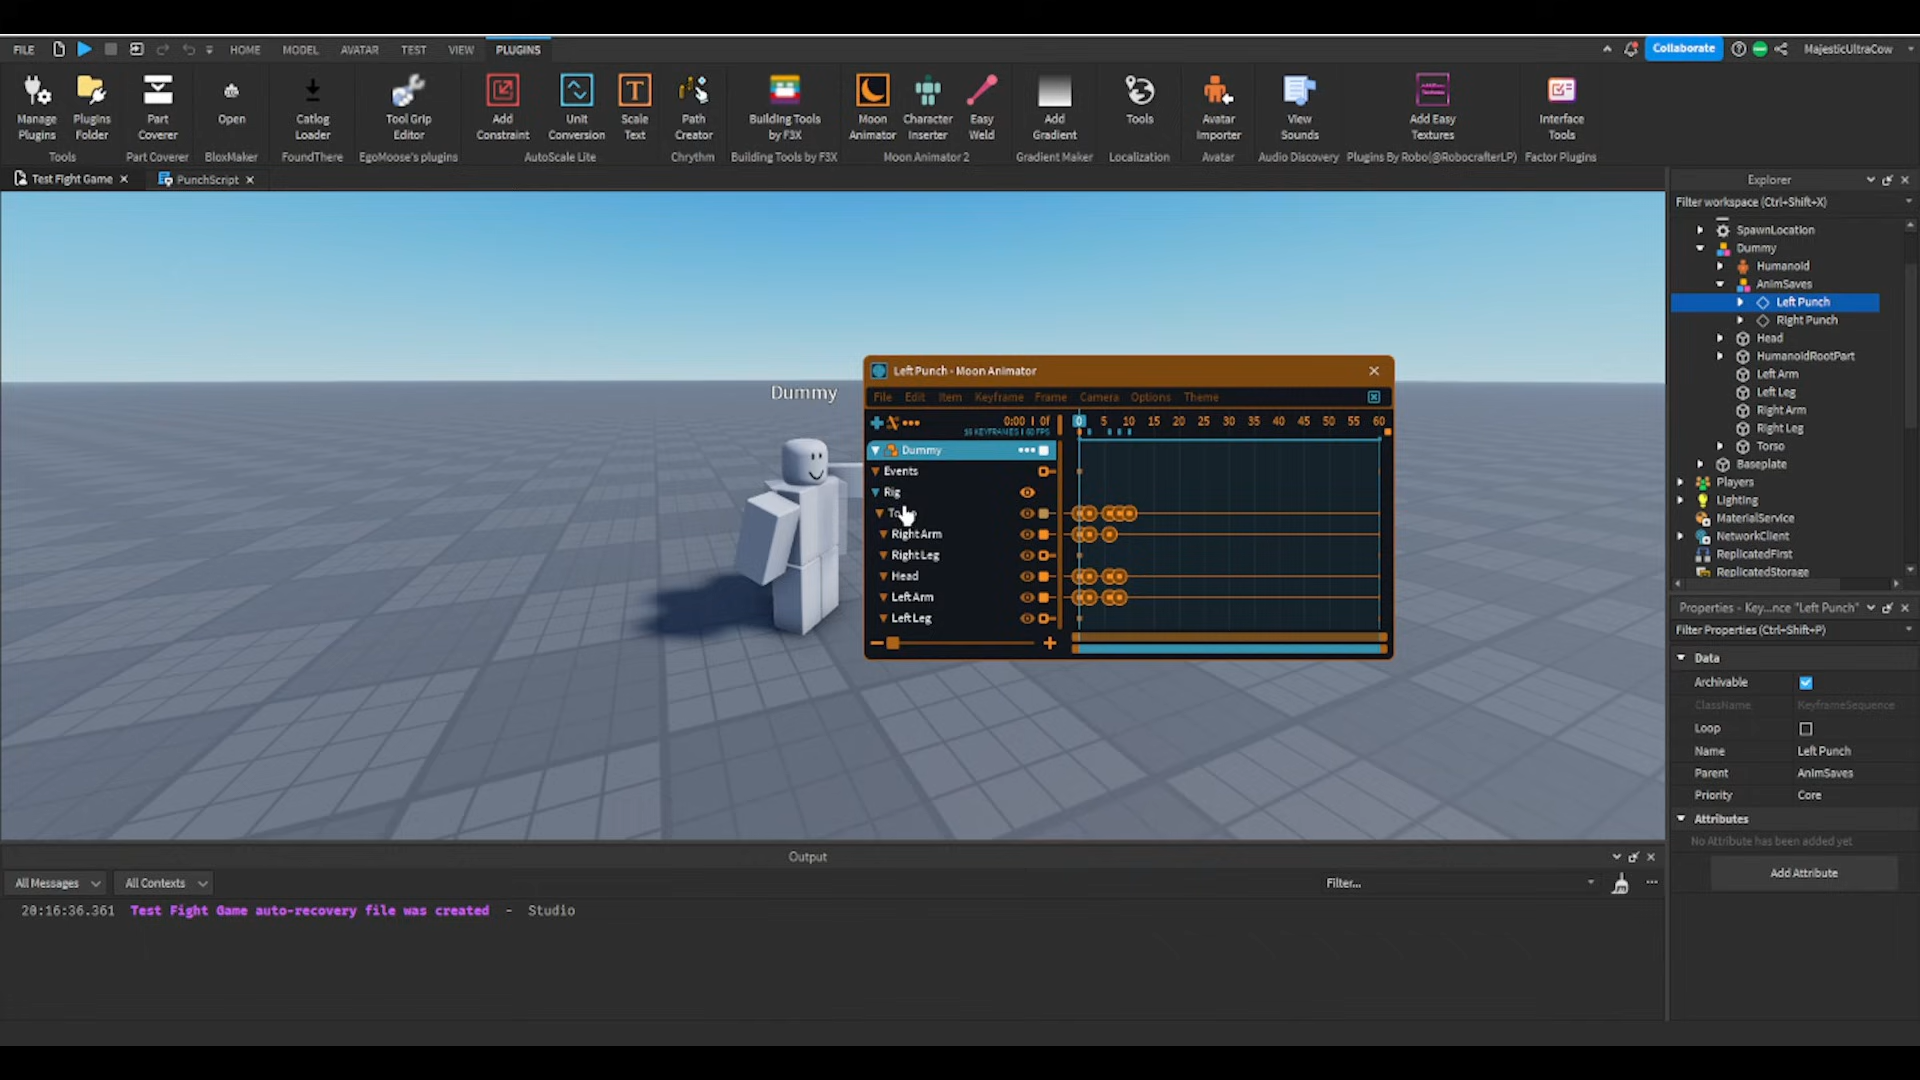 FILE HOME MODEL AVATAR TEST VIEW PLUGINS Collaborate MajesticUltraCow
Manage Plugins
Plugins Folder
Part Coverer
Open
Catlog Loader
Tool Grip Editor
Add Constraint
Unit Conversion
Scale Text
Path Creator
Building Tools by F3X
Moon Animator
Character Inserter
Easy Weld
Add Gradient
Tools
Avatar Importer
View Sounds
Add Easy Textures
Interface Tools
Tools Part Coverer BloxMaker FoundThere EgoMoose's plugins AutoScale Lite Chrythm Building Tools by F3X Moon Animator 2 Gradient Maker Localization Avatar Audio Discovery Plugins By Robo(@RobocrafterLP) Factor Plugins
Test Fight Game PunchScript
Dummy
Left Punch - Moon Animator
File Edit Item Keyframe Frame Camera Options Theme
0:00 | 0f 0 5 10 15 20 25 30 35 40 45 50 55 60
Dummy
Events
Rig
Right Arm
Right Leg
Head
Left Arm
Left Leg
Explorer
Filter workspace (Ctrl+Shift+X)
SpawnLocation
Dummy
Humanoid
AnimSaves
Left Punch
Right Punch
Head
HumanoidRootPart
Left Arm
Left Leg
Right Arm
Right Leg
Torso
Baseplate
Players
Lighting
MaterialService
NetworkClient
ReplicatedFirst
ReplicatedStorage
Properties - Key...nce "Left Punch"
Filter Properties (Ctrl+Shift+P)
Data
Archivable
ClassName KeyframeSequence
Loop
Name Left Punch
Parent AnimSaves
Priority Core
Attributes
No Attribute has been added yet
Add Attribute
Output
All Messages All Contexts Filter...
20:16:36.361 Test Fight Game auto-recovery file was created - Studio